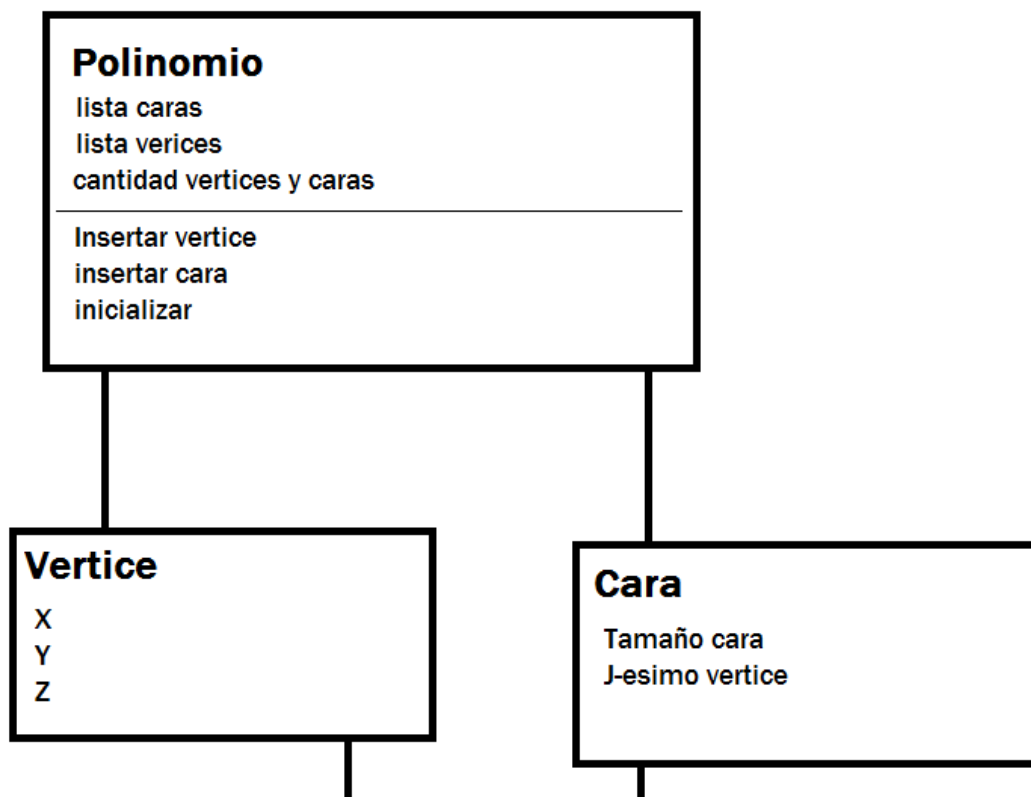 Polinomio
lista caras
lista verices
cantidad vertices y caras
Insertar vertice
insertar cara
inicializar
Vertice
X
Y
Z
Cara
Tamaño cara
J-esimo vertice